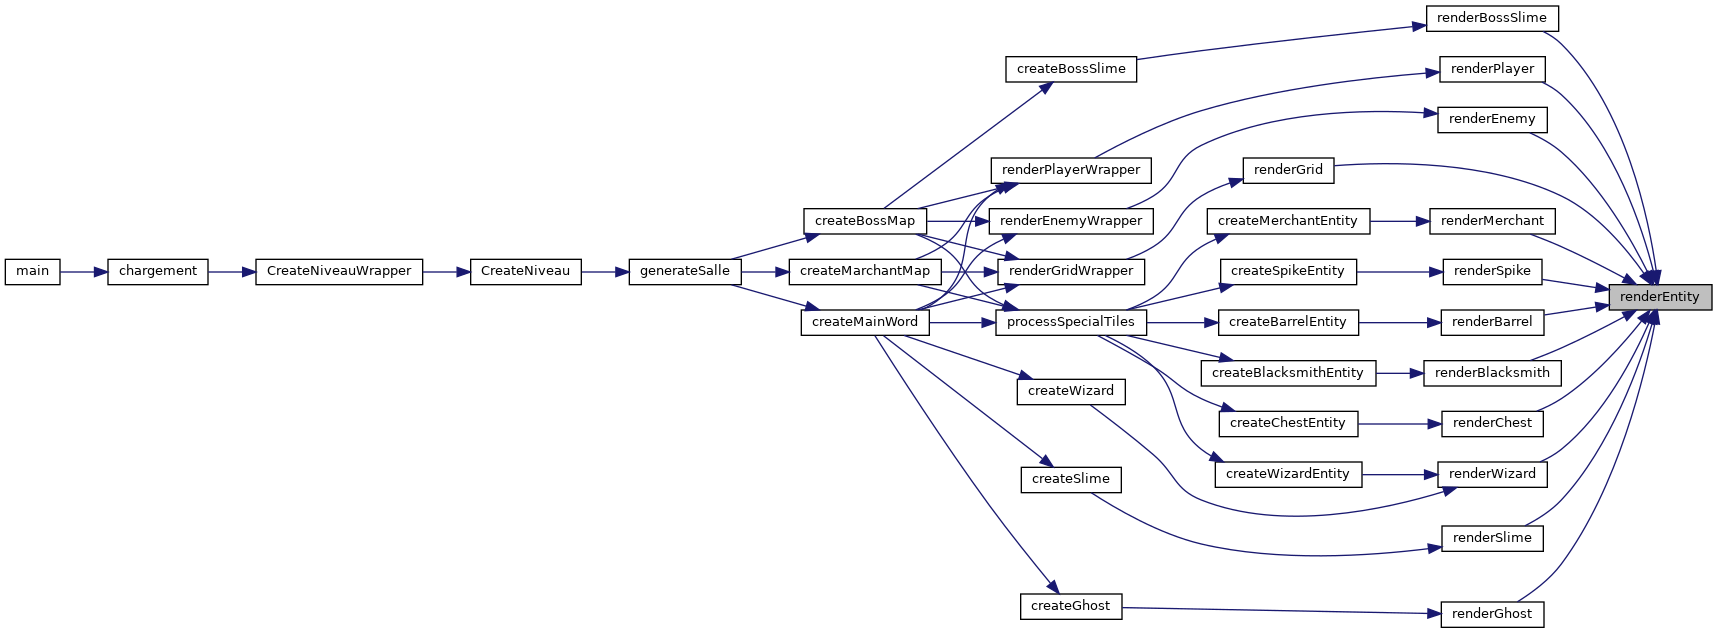 main
chargement
CreateNiveauWrapper
CreateNiveau
generateSalle
createBossMap
createMarchantMap
createMainWord
createBossSlime
renderPlayerWrapper
renderEnemyWrapper
renderGridWrapper
processSpecialTiles
createWizard
createSlime
createGhost
renderGrid
createMerchantEntity
createSpikeEntity
createBarrelEntity
createBlacksmithEntity
createChestEntity
createWizardEntity
renderBossSlime
renderPlayer
renderEnemy
renderMerchant
renderSpike
renderBarrel
renderBlacksmith
renderChest
renderWizard
renderSlime
renderGhost
renderEntity